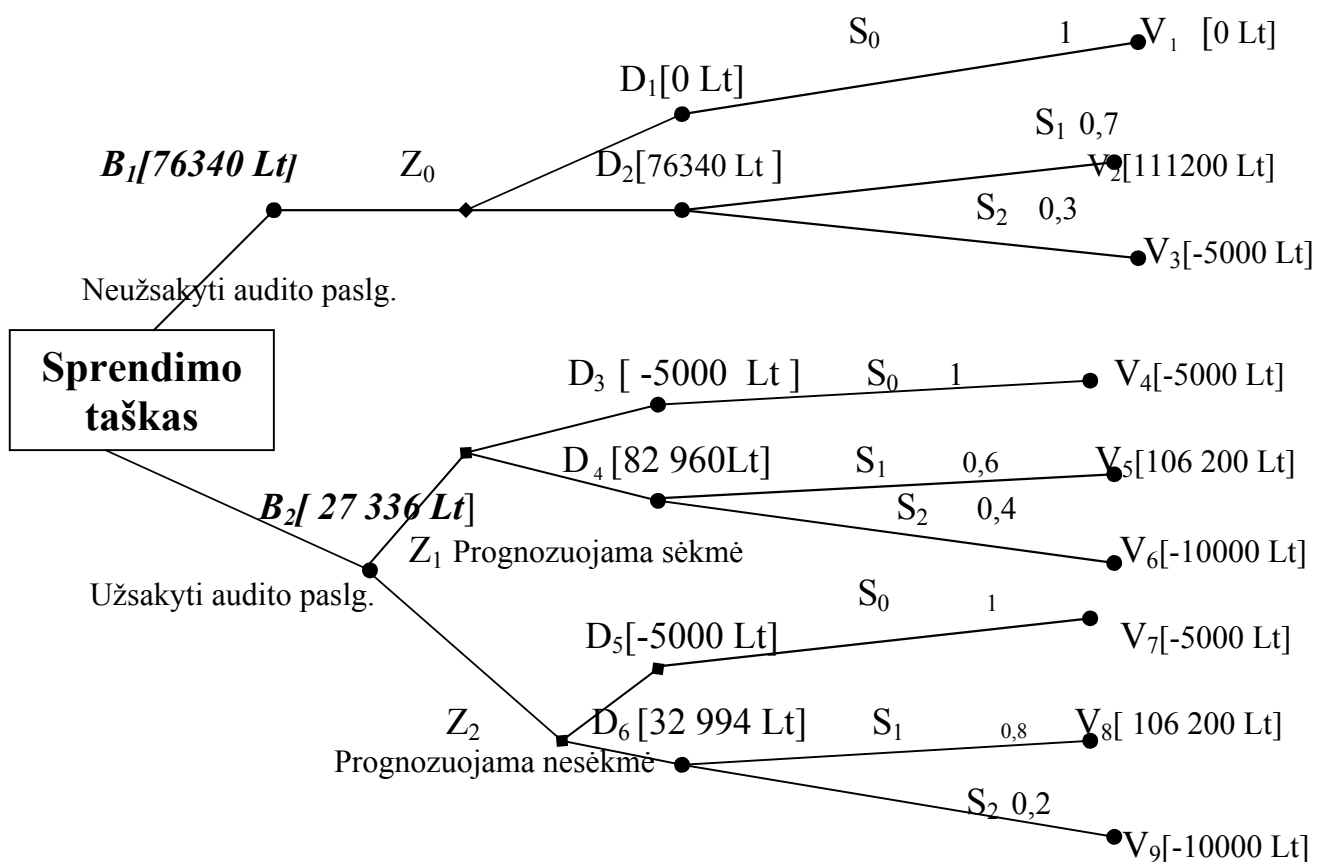 S₀ 1 V₁ [0 Lt]
D₁[0 Lt]
S₁ 0,7
B₁[76340 Lt] Z₀ D₂[76340 Lt ] V₂[111200 Lt]
S₂ 0,3
V₃[-5000 Lt]
Neužsakyti audito paslg.
Sprendimo
taškas
D₃ [ -5000 Lt ] S₀ 1 V₄[-5000 Lt]
D₄ [82 960Lt] S₁ 0,6 V₅[106 200 Lt]
B₂[ 27 336 Lt] S₂ 0,4
Z₁ Prognozuojama sėkmė V₆[-10000 Lt]
Užsakyti audito paslg. S₀ 1
D₅[-5000 Lt] V₇[-5000 Lt]
Z₂ D₆ [32 994 Lt] S₁ 0,8 V₈[ 106 200 Lt]
Prognozuojama nesėkmė
S₂ 0,2
V₉[-10000 Lt]